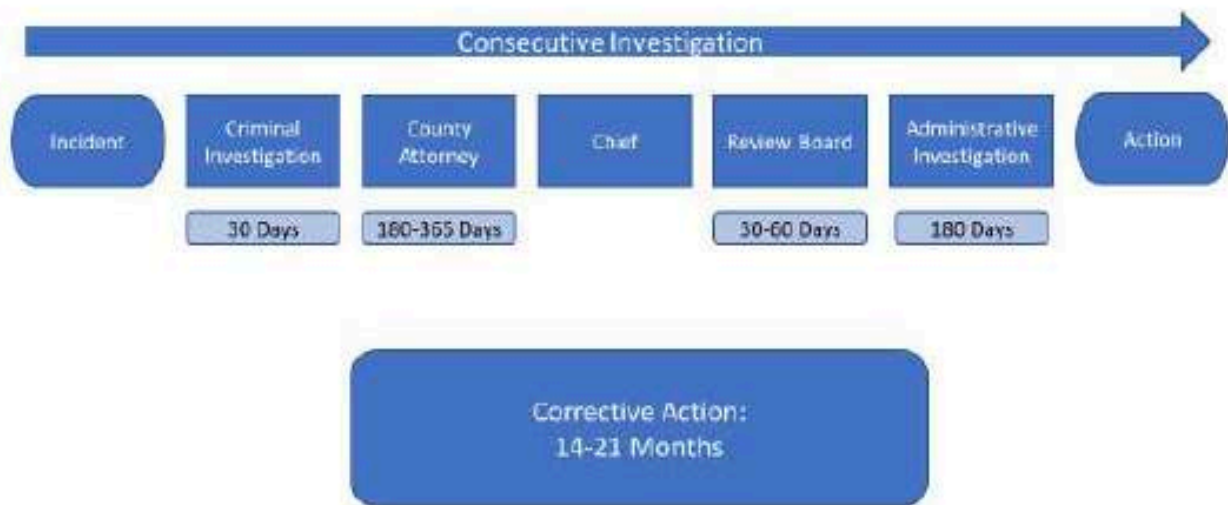 Consecutive Investigation
Incident
Criminal
Investigation
County
Attorney
Chief
Review Board
Administrative
Investigation
Action
30 Days
180-365 Days
30-60 Days
180 Days
Corrective Action:
14-21 Months